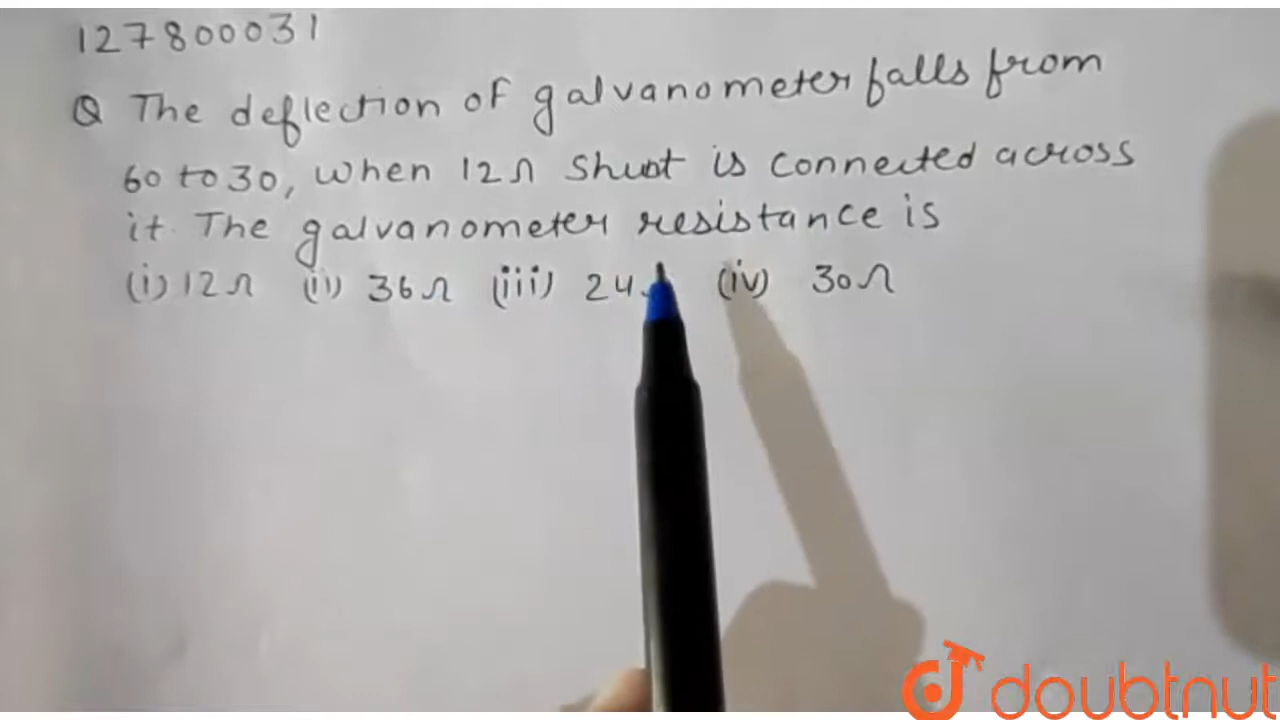 127800031
Q The deflection of galvanometer falls from
60 to 30, when 12Ω Shunt is connected across
it. The galvanometer resistance is
(i) 12Ω (ii) 36Ω (iii) 24 (iv) 30Ω
doubtnut